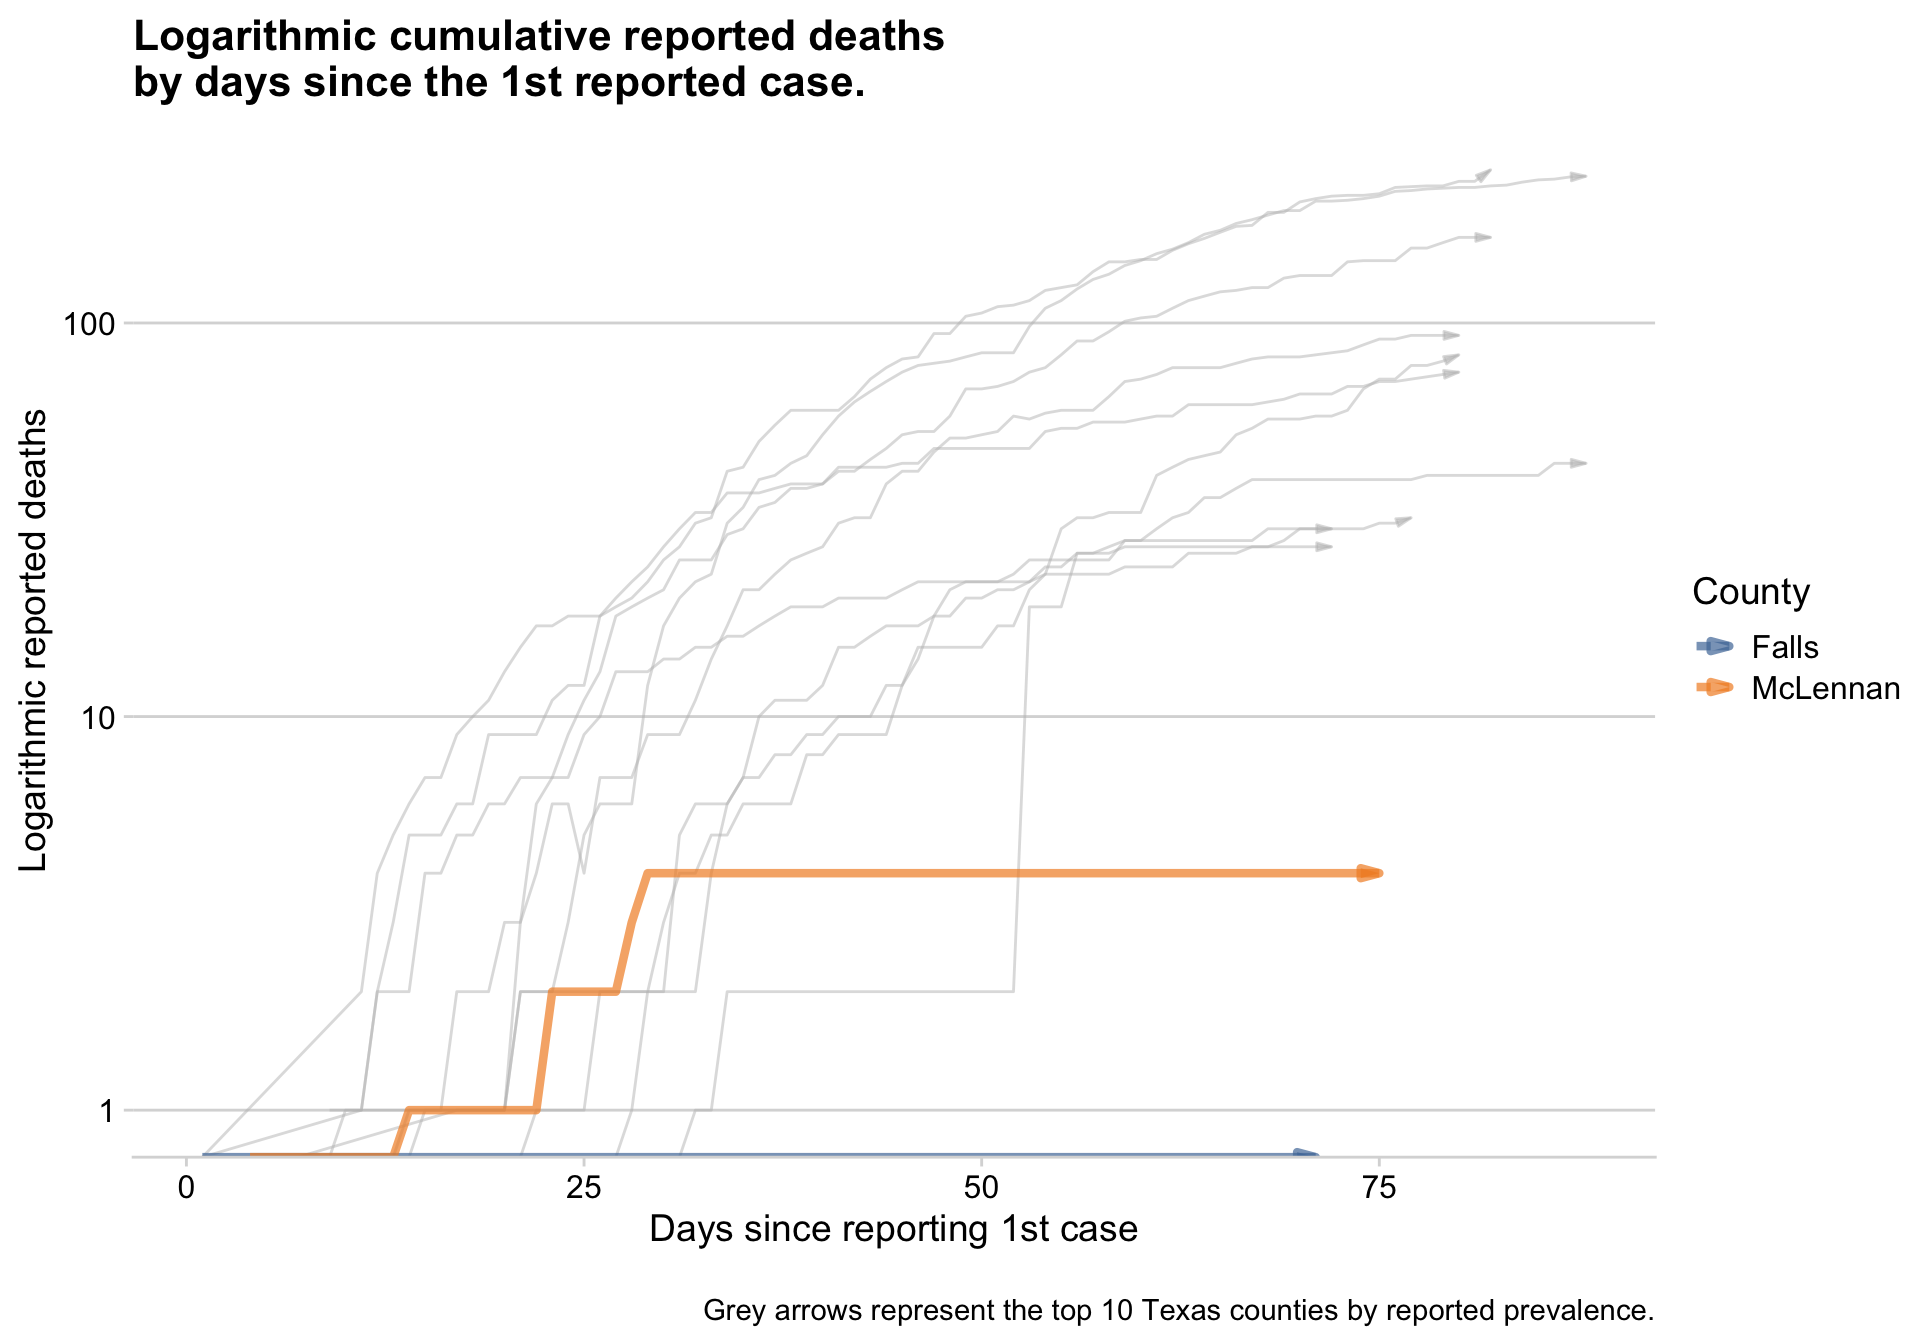 Logarithmic cumulative reported deaths
by days since the 1st reported case.
Logarithmic reported deaths
100
10
1
0 25 50 75
Days since reporting 1st case
County
Falls
McLennan
Grey arrows represent the top 10 Texas counties by reported prevalence.